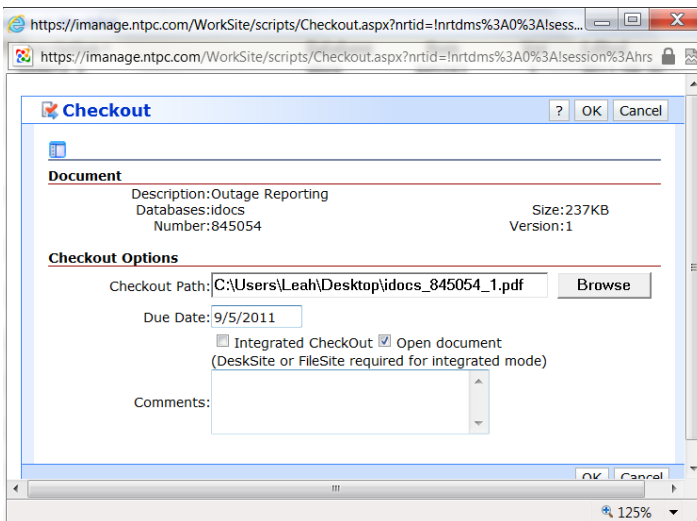 https://imanage.ntpc.com/WorkSite/scripts/Checkout.aspx?nrtid=!nrtdms%3A0%3A!sess...
https://imanage.ntpc.com/WorkSite/scripts/Checkout.aspx?nrtid=!nrtdms%3A0%3A!session%3Ahrs
Checkout ? OK Cancel
Document
Description:Outage Reporting
Databases:idocs Size:237KB
Number:845054 Version:1
Checkout Options
Checkout Path: C:\Users\Leah\Desktop\idocs_845054_1.pdf Browse
Due Date: 9/5/2011
Integrated CheckOut Open document
(DeskSite or FileSite required for integrated mode)
Comments:
OK Cancel
125%